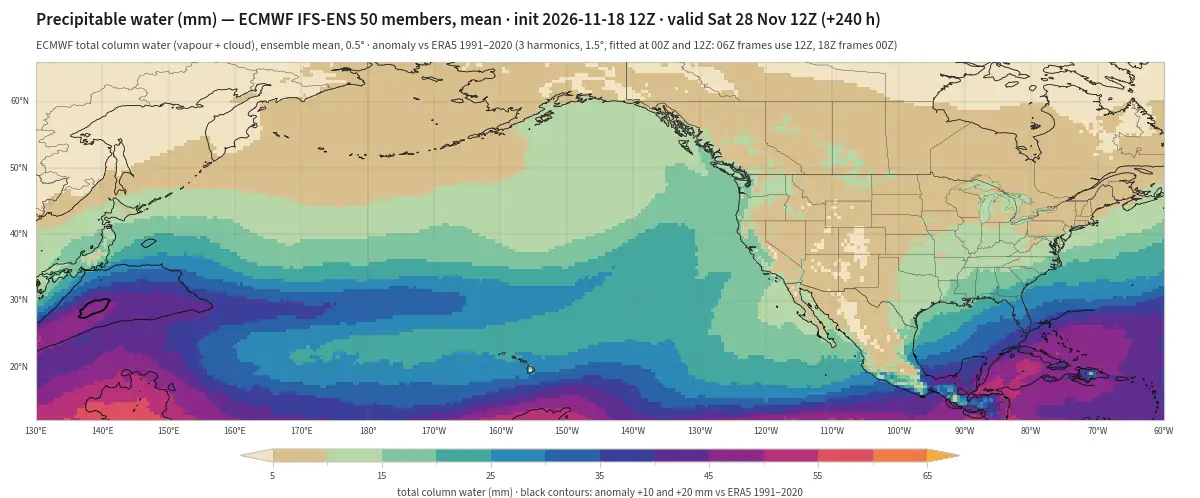 Precipitable water (mm) — ECMWF IFS-ENS 50 members, mean · init 2026-11-18 12Z · valid Sat 28 Nov 12Z (+240 h)
ECMWF total column water (vapour + cloud), ensemble mean, 0.5° · anomaly vs ERA5 1991–2020 (3 harmonics, 1.5°, fitted at 00Z and 12Z: 06Z frames use 12Z, 18Z frames 00Z)
60°N
50°N
40°N
30°N
20°N
130°E 140°E 150°E 160°E 170°E 180° 170°W 160°W 150°W 140°W 130°W 120°W 110°W 100°W 90°W 80°W 70°W 60°W
5 15 25 35 45 55 65
total column water (mm) · black contours: anomaly +10 and +20 mm vs ERA5 1991–2020